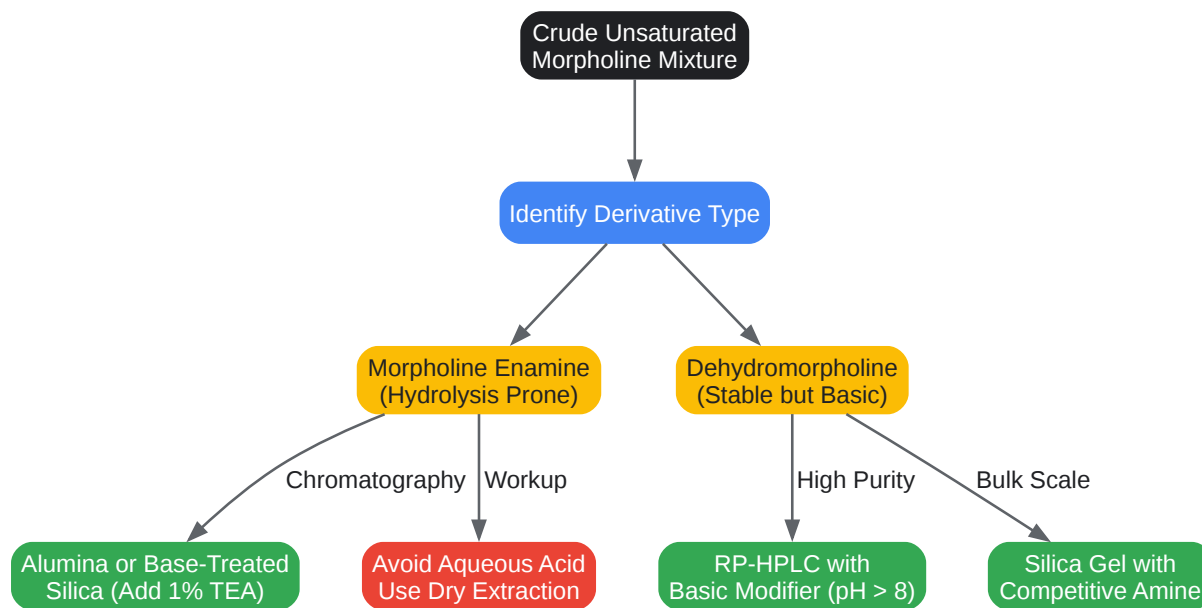 Crude Unsaturated
Morpholine Mixture
Identify Derivative Type
Morpholine Enamine
(Hydrolysis Prone)
Dehydromorpholine
(Stable but Basic)
Chromatography
Workup
High Purity
Bulk Scale
Alumina or Base-Treated
Silica (Add 1% TEA)
Avoid Aqueous Acid
Use Dry Extraction
RP-HPLC with
Basic Modifier (pH > 8)
Silica Gel with
Competitive Amine